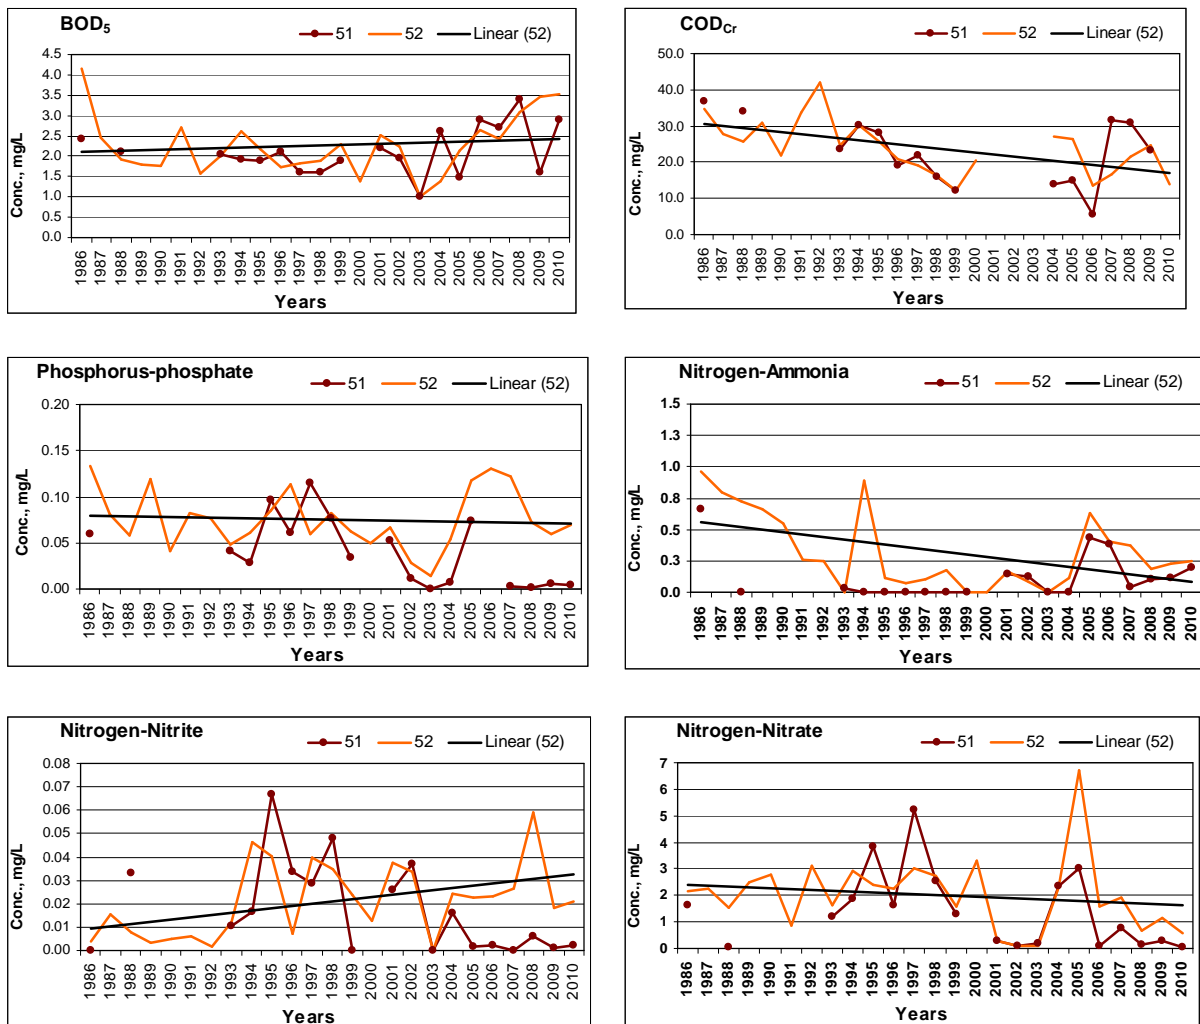 BOD5
51 52 Linear (52)
4.5
4.0
3.5
3.0
2.5
2.0
1.5
1.0
0.5
0.0
Conc., mg/L
1986 1987 1988 1989 1990 1991 1992 1993 1994 1995 1996 1997 1998 1999 2000 2001 2002 2003 2004 2005 2006 2007 2008 2009 2010
Years
CODCr
51 52 Linear (52)
50.0
40.0
30.0
20.0
10.0
0.0
Conc., mg/L
1986 1987 1988 1989 1990 1991 1992 1993 1994 1995 1996 1997 1998 1999 2000 2001 2002 2003 2004 2005 2006 2007 2008 2009 2010
Years
Phosphorus-phosphate
51 52 Linear (52)
0.20
0.15
0.10
0.05
0.00
Conc., mg/L
1986 1987 1988 1989 1990 1991 1992 1993 1994 1995 1996 1997 1998 1999 2000 2001 2002 2003 2004 2005 2006 2007 2008 2009 2010
Years
Nitrogen-Ammonia
51 52 Linear (52)
1.5
1.3
1.0
0.8
0.5
0.3
0.0
Conc., mg/L
1986 1987 1988 1989 1990 1991 1992 1993 1994 1995 1996 1997 1998 1999 2000 2001 2002 2003 2004 2005 2006 2007 2008 2009 2010
Years
Nitrogen-Nitrite
51 52 Linear (52)
0.08
0.07
0.06
0.05
0.04
0.03
0.02
0.01
0.00
Conc., mg/L
1986 1987 1988 1989 1990 1991 1992 1993 1994 1995 1996 1997 1998 1999 2000 2001 2002 2003 2004 2005 2006 2007 2008 2009 2010
Years
Nitrogen-Nitrate
51 52 Linear (52)
7
6
5
4
3
2
1
0
Conc., mg/L
1986 1987 1988 1989 1990 1991 1992 1993 1994 1995 1996 1997 1998 1999 2000 2001 2002 2003 2004 2005 2006 2007 2008 2009 2010
Years